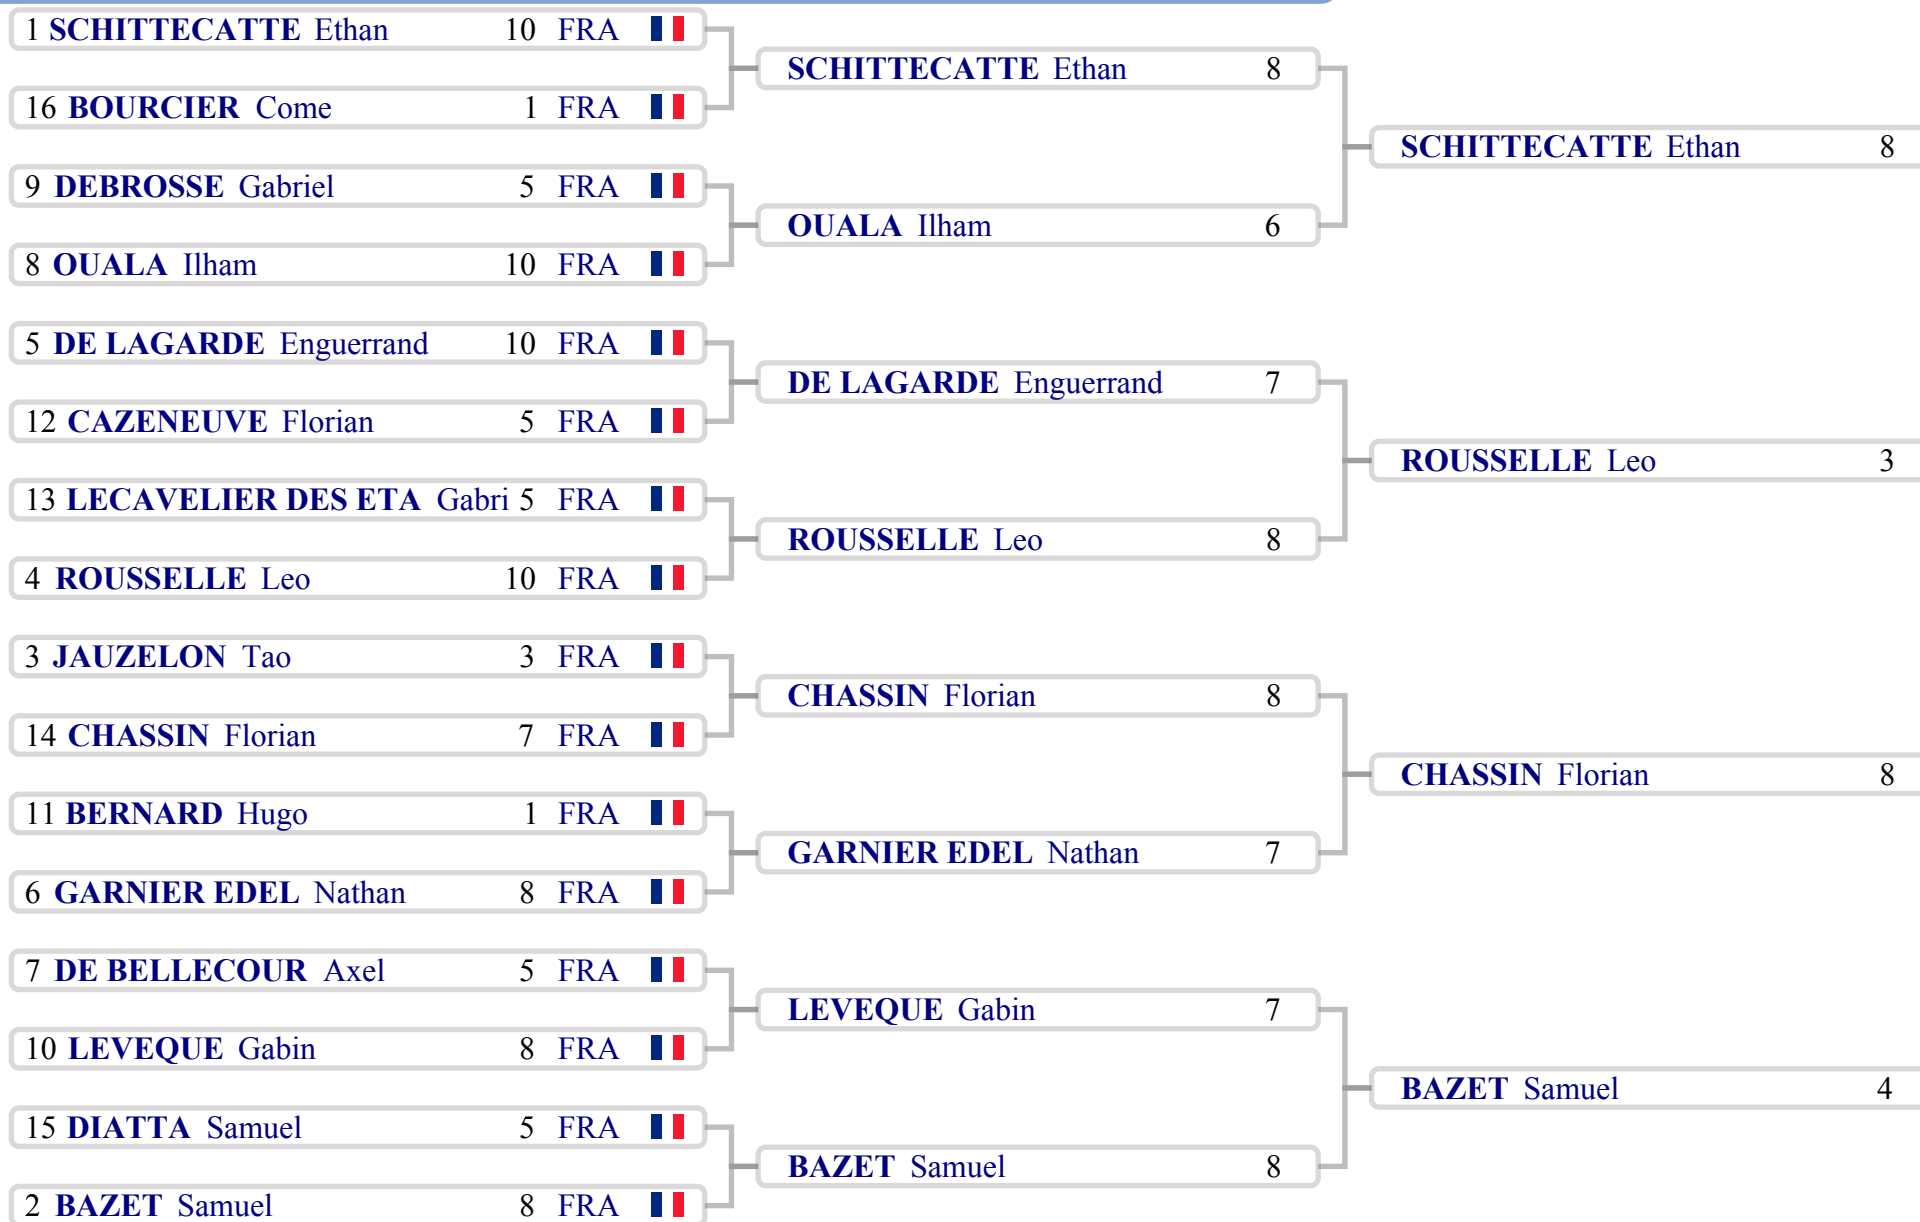 1 SCHITTECATTE Ethan 10 FRA
16 BOURCIER Come 1 FRA
9 DEBROSSE Gabriel 5 FRA
8 OUALA Ilham 10 FRA
5 DE LAGARDE Enguerrand 10 FRA
12 CAZENEUVE Florian 5 FRA
13 LECAVELIER DES ETA Gabri 5 FRA
4 ROUSSELLE Leo 10 FRA
3 JAUZELON Tao 3 FRA
14 CHASSIN Florian 7 FRA
11 BERNARD Hugo 1 FRA
6 GARNIER EDEL Nathan 8 FRA
7 DE BELLECOUR Axel 5 FRA
10 LEVEQUE Gabin 8 FRA
15 DIATTA Samuel 5 FRA
2 BAZET Samuel 8 FRA
SCHITTECATTE Ethan 8
OUALA Ilham 6
DE LAGARDE Enguerrand 7
ROUSSELLE Leo 8
CHASSIN Florian 8
GARNIER EDEL Nathan 7
LEVEQUE Gabin 7
BAZET Samuel 8
SCHITTECATTE Ethan 8
ROUSSELLE Leo 3
CHASSIN Florian 8
BAZET Samuel 4